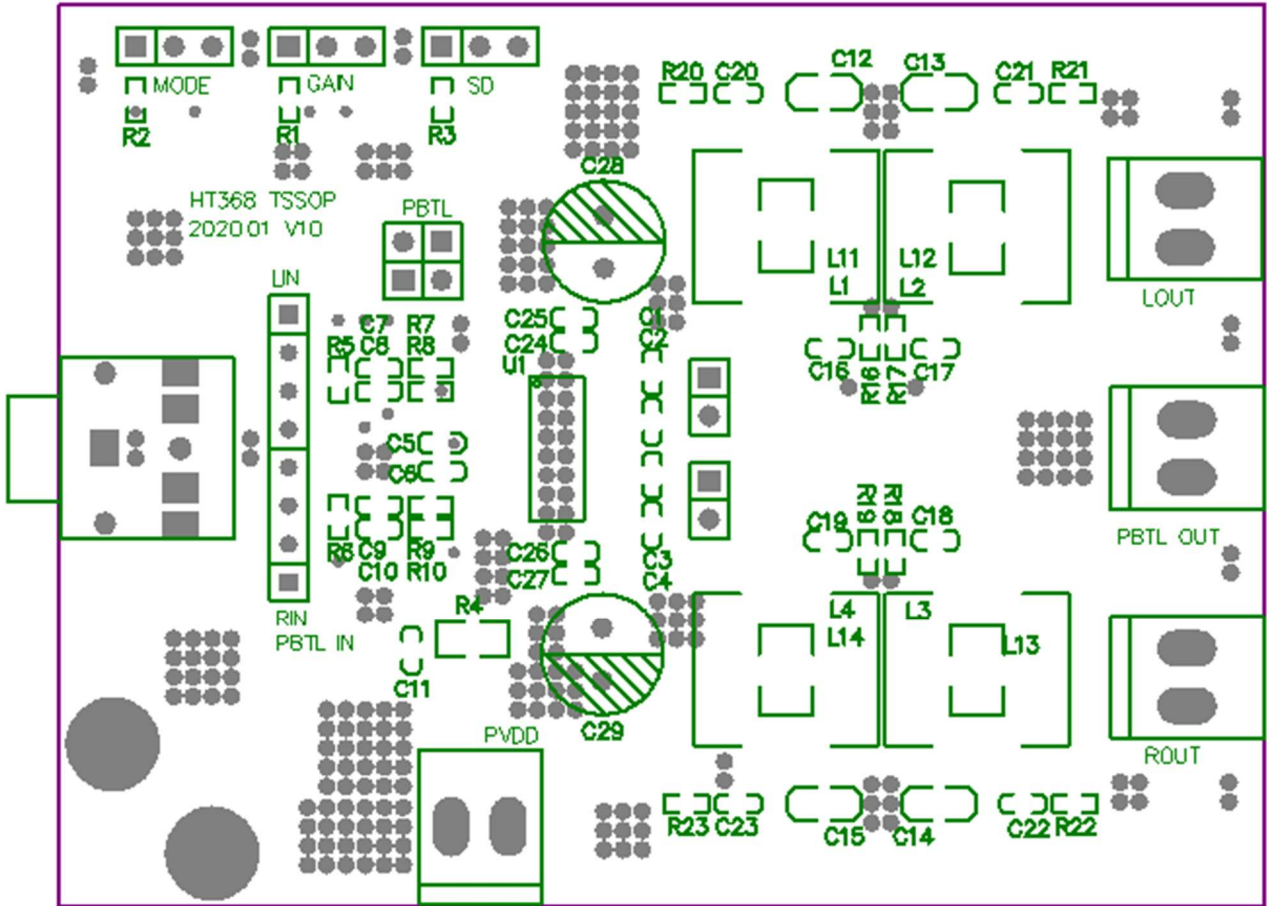 C12 C13
R20 C20 C21 R21
MODE GAIN SD
R2 R1 R3
C28
HT368 TSSOP
202001 V10
PBTL
L11 L12
L1 L2
LIN
LOUT
C7 R7 C25 C1
R5 C8 R8 C24 C2
U1
C16 R16 R17 C17
C5
C6
R19 R18
C19 C18
PBTL OUT
R6 C9 R9 C26 C3
C10 R10 C27 C4
RIN
PBTL IN
R4 L4 L3
L14 L13
C11
PVDD C29
ROUT
R23 C23 C15 C14 C22 R22